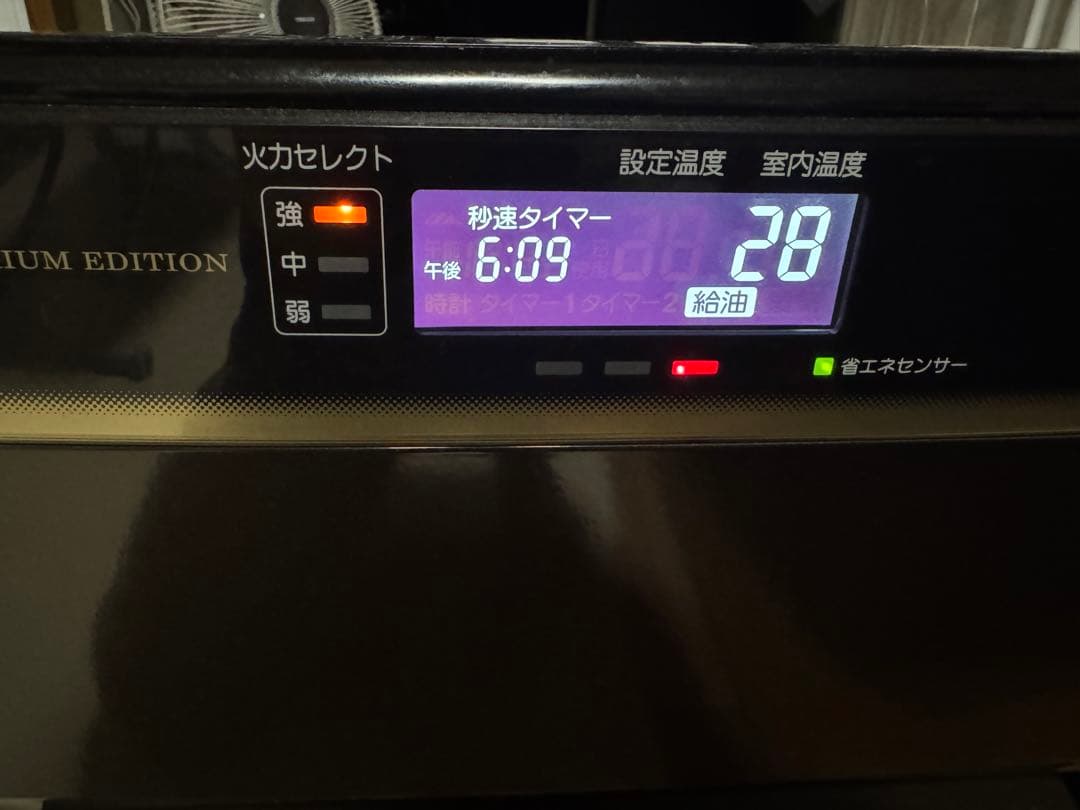 火力セレクト
設定温度 室内温度
強
中
弱
秒速タイマー
午後 6:09
28
時計 タイマー1 タイマー2
給油
IUM EDITION
省エネセンサー